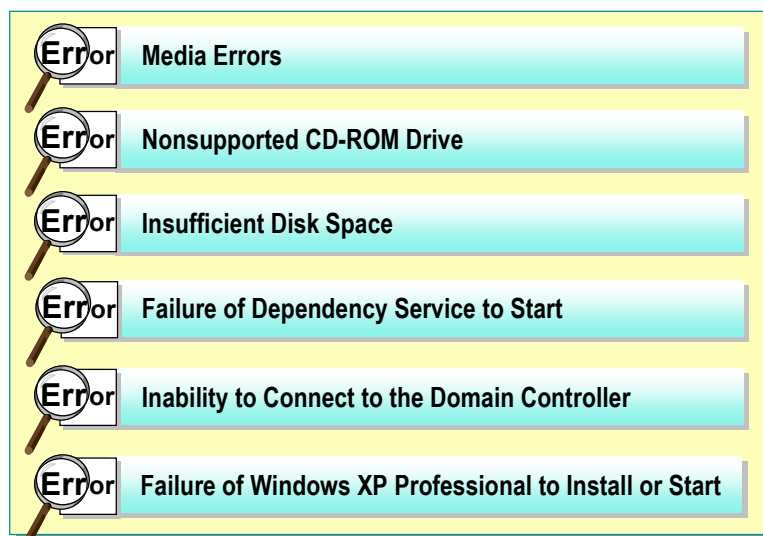 Error Media Errors
Error Nonsupported CD-ROM Drive
Error Insufficient Disk Space
Error Failure of Dependency Service to Start
Error Inability to Connect to the Domain Controller
Error Failure of Windows XP Professional to Install or Start